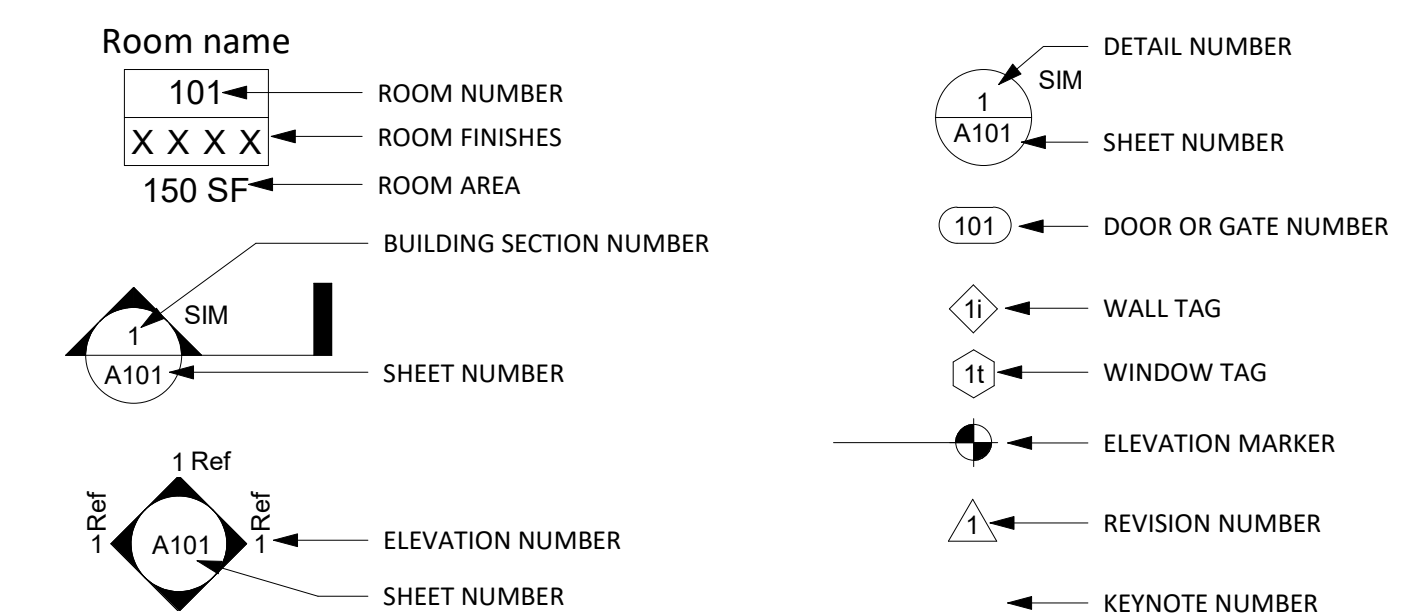 Room name
101
ROOM NUMBER
X X X X
ROOM FINISHES
150 SF
ROOM AREA
BUILDING SECTION NUMBER
1
SIM
A101
SHEET NUMBER
1 Ref
1 Ref
1 Ref
A101
ELEVATION NUMBER
SHEET NUMBER
DETAIL NUMBER
1
SIM
A101
SHEET NUMBER
101
DOOR OR GATE NUMBER
1i
WALL TAG
1t
WINDOW TAG
ELEVATION MARKER
1
REVISION NUMBER
KEYNOTE NUMBER